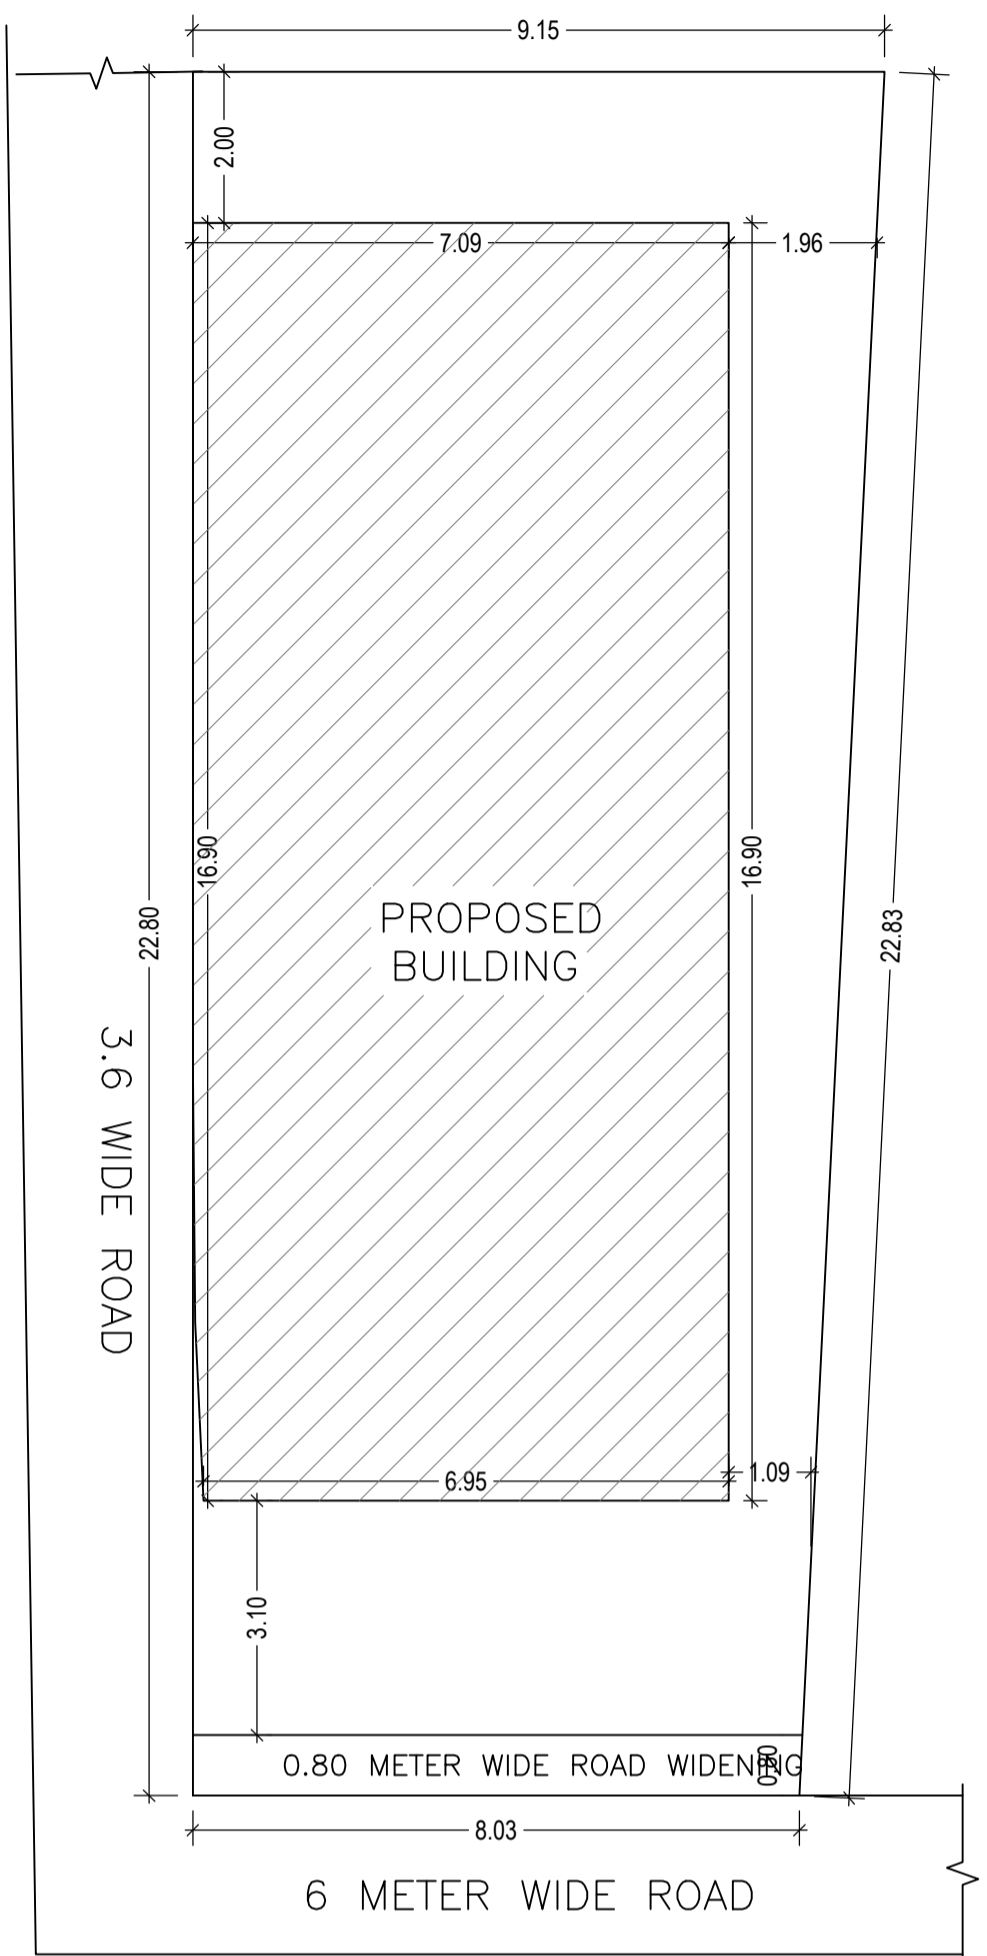 9.15
2.00
7.09
1.96
16.90
16.90
PROPOSED
BUILDING
22.80
22.83
3.6 WIDE ROAD
6.95
1.09
3.10
0.80 METER WIDE ROAD WIDENING
0.80
8.03
6 METER WIDE ROAD